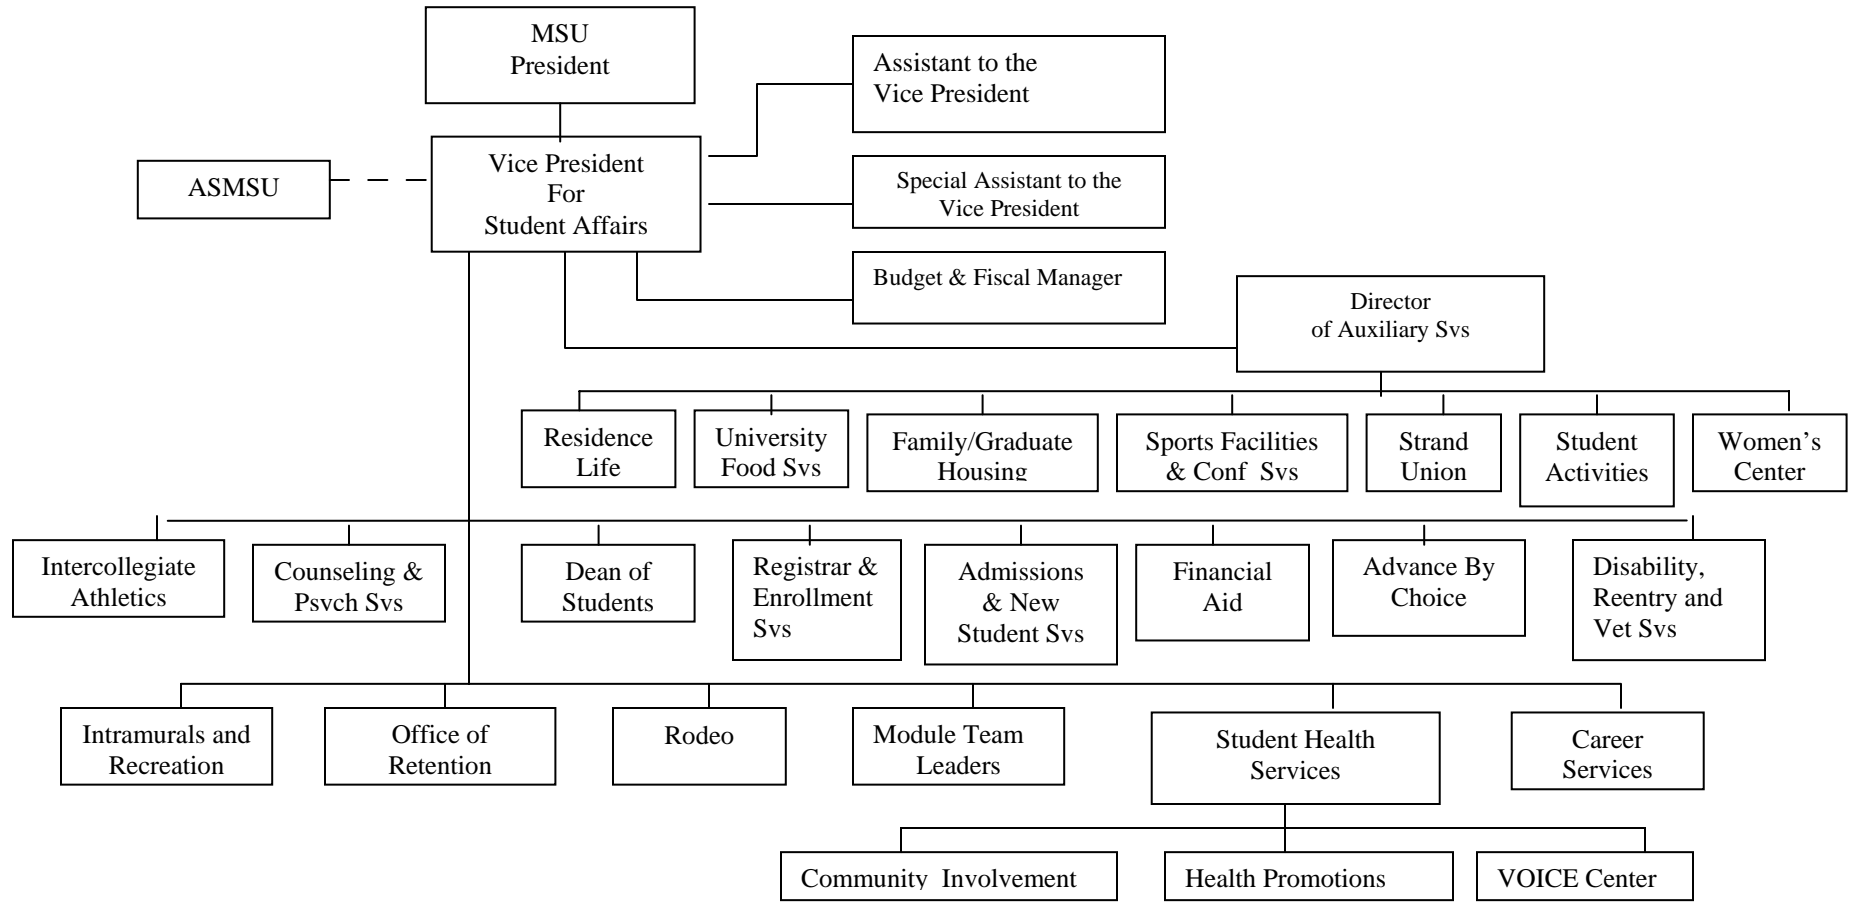 MSU
President
Assistant to the
Vice President
ASMSU
Vice President
For
Student Affairs
Special Assistant to the
Vice President
Budget & Fiscal Manager
Director
of Auxiliary Svs
Residence
Life
University
Food Svs
Family/Graduate
Housing
Sports Facilities
& Conf Svs
Strand
Union
Student
Activities
Women's
Center
Intercollegiate
Athletics
Counseling &
Psych Svs
Dean of
Students
Registrar &
Enrollment
Svs
Admissions
& New
Student Svs
Financial
Aid
Advance By
Choice
Disability,
Reentry and
Vet Svs
Intramurals and
Recreation
Office of
Retention
Rodeo
Module Team
Leaders
Student Health
Services
Career
Services
Community Involvement
Health Promotions
VOICE Center